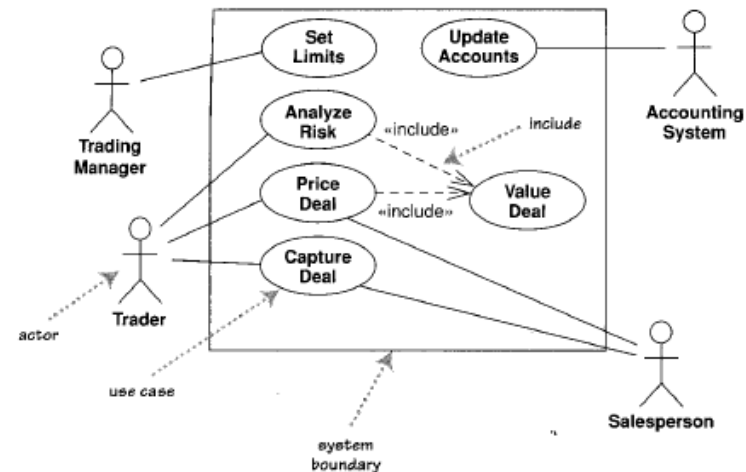 Set
Limits
Update
Accounts
Trading
Manager
Accounting
System
Analyze
Risk
«include»
include
Price
Deal
«include»
Value
Deal
Capture
Deal
Trader
actor
use case
system
boundary
Salesperson